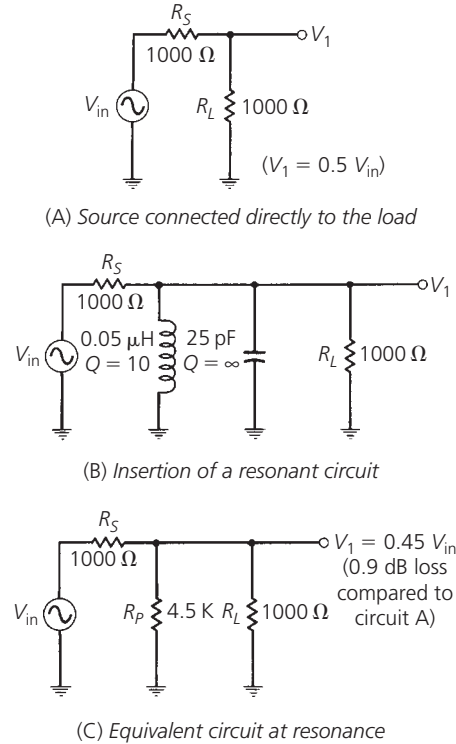 R_S
V_1
1000 Ω
V_in
R_L 1000 Ω
(V_1 = 0.5 V_in)
(A) Source connected directly to the load
R_S
V_1
1000 Ω
0.05 μH 25 pF
V_in Q = 10 Q = ∞ R_L 1000 Ω
(B) Insertion of a resonant circuit
R_S
V_1 = 0.45 V_in
1000 Ω (0.9 dB loss
compared to
V_in R_P 4.5 K R_L 1000 Ω circuit A)
(C) Equivalent circuit at resonance